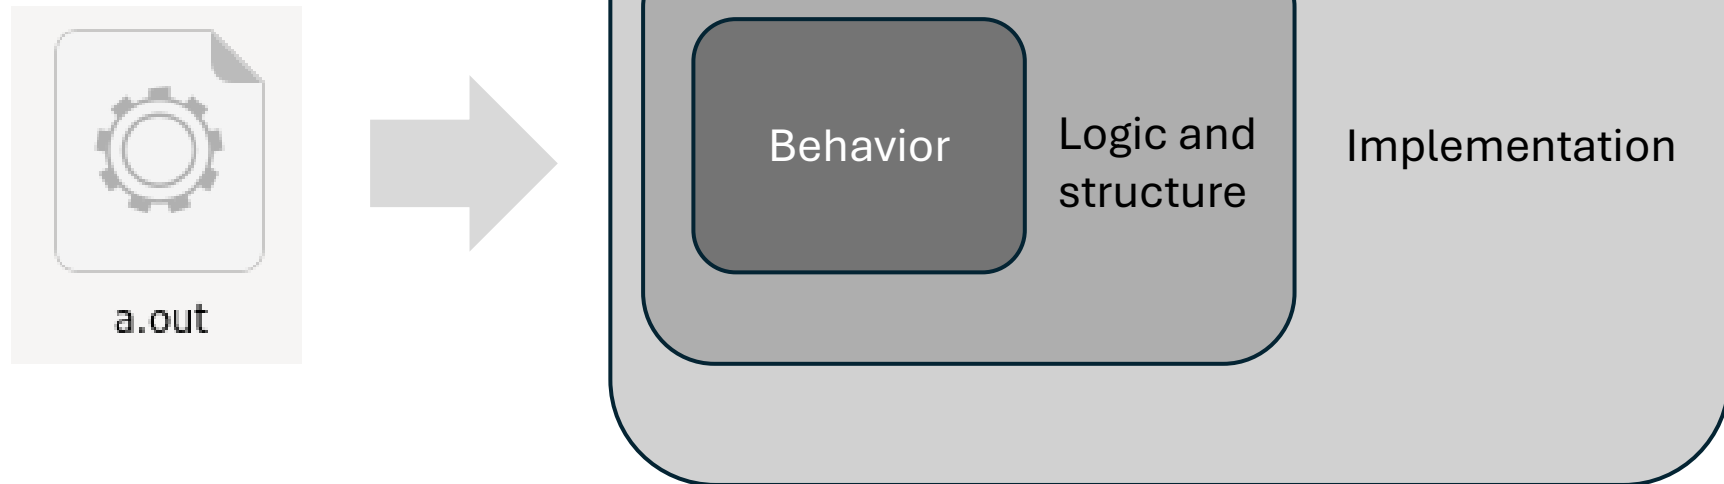 a.out
Behavior
Logic and
structure
Implementation